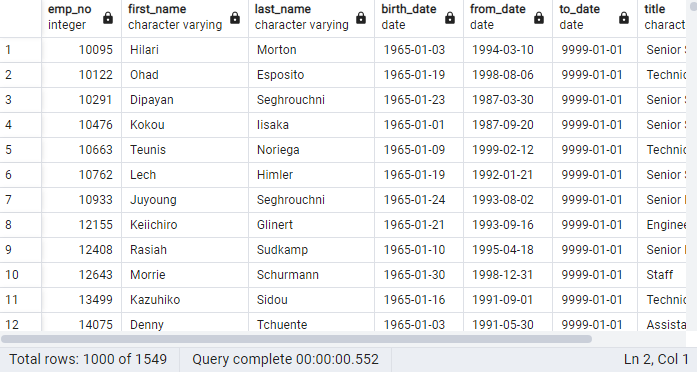 emp_no first_name last_name birth_date from_date to_date title
integer character varying character varying date date date charact
1 10095 Hilari Morton 1965-01-03 1994-03-10 9999-01-01 Senior S
2 10122 Ohad Esposito 1965-01-19 1998-08-06 9999-01-01 Technic
3 10291 Dipayan Seghrouchni 1965-01-23 1987-03-30 9999-01-01 Senior S
4 10476 Kokou Iisaka 1965-01-01 1987-09-20 9999-01-01 Senior S
5 10663 Teunis Noriega 1965-01-09 1999-02-12 9999-01-01 Technic
6 10762 Lech Himler 1965-01-19 1992-01-21 9999-01-01 Senior S
7 10933 Juyoung Seghrouchni 1965-01-24 1993-08-02 9999-01-01 Senior
8 12155 Keiichiro Glinert 1965-01-21 1993-09-16 9999-01-01 Enginee
9 12408 Rasiah Sudkamp 1965-01-10 1995-04-18 9999-01-01 Senior
10 12643 Morrie Schurmann 1965-01-30 1998-12-31 9999-01-01 Staff
11 13499 Kazuhiko Sidou 1965-01-16 1991-09-01 9999-01-01 Technic
12 14075 Denny Tchuente 1965-01-03 1991-05-30 9999-01-01 Assista
Total rows: 1000 of 1549 Query complete 00:00:00.552 Ln 2, Col 1